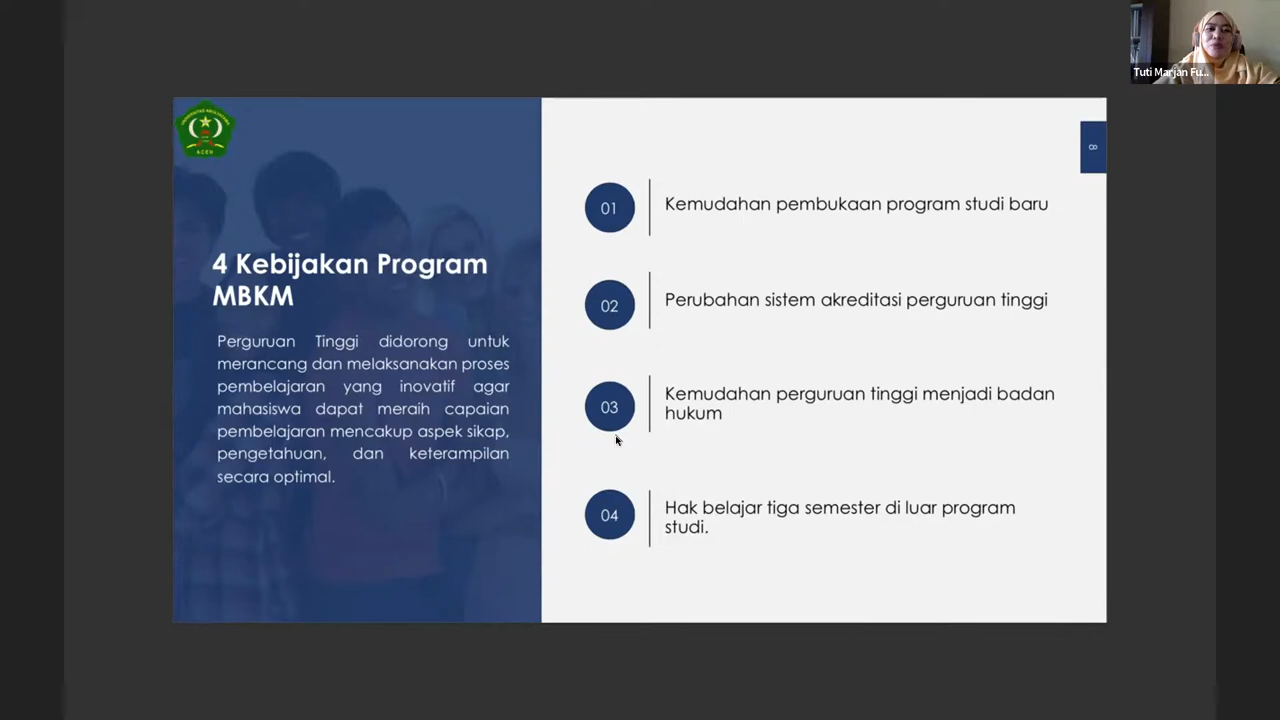 Tuti Marjan Fu...
ACEH
8
4 Kebijakan Program
MBKM
Perguruan Tinggi didorong untuk
merancang dan melaksanakan proses
pembelajaran yang inovatif agar
mahasiswa dapat meraih capaian
pembelajaran mencakup aspek sikap,
pengetahuan, dan keterampilan
secara optimal.
01
Kemudahan pembukaan program studi baru
02
Perubahan sistem akreditasi perguruan tinggi
03
Kemudahan perguruan tinggi menjadi badan
hukum
04
Hak belajar tiga semester di luar program
studi.